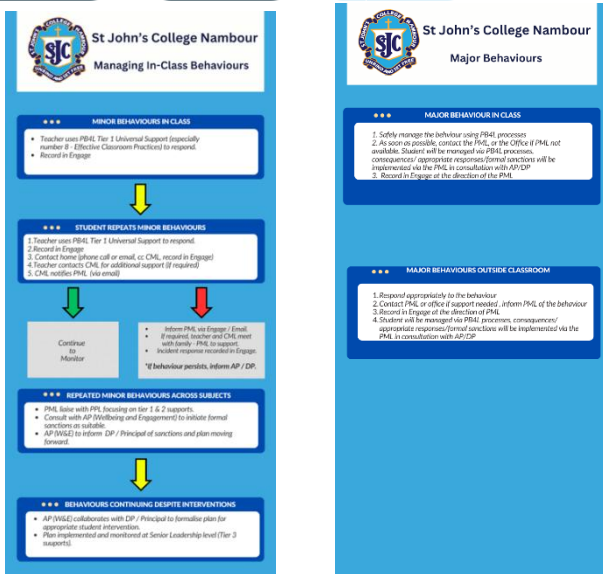 St John's College Nambour
Managing In-Class Behaviours
MINOR BEHAVIOURS IN CLASS
• Teacher uses PB4L Tier 1 Universal Support (especially
number 8 - Effective Classroom Practices) to respond.
• Record in Engage
STUDENT REPEATS MINOR BEHAVIOURS
1.Teacher uses PB4L Tier 1 Universal Support to respond.
2.Record in Engage
3. Contact home (phone call or email, cc CML, record in Engage)
4.Teacher contacts CML for additional support (if required)
5. CML notifies PML (via email)
Continue
to
Monitor
• Inform PML via Engage / Email.
• If required, teacher and CML meet
with family - PML to support.
• Incident response recorded in Engage.
*If behaviour persists, inform AP / DP.
REPEATED MINOR BEHAVIOURS ACROSS SUBJECTS
• PML liaise with PPL focusing on tier 1 & 2 supports.
• Consult with AP (Wellbeing and Engagement) to initiate formal
sanctions as suitable.
• AP (W&E) to inform DP / Principal of sanctions and plan moving
forward.
BEHAVIOURS CONTINUING DESPITE INTERVENTIONS
• AP (W&E) collaborates with DP / Principal to formalise plan for
appropriate student intervention.
• Plan implemented and monitored at Senior Leadership level (Tier 3
suuports).
St John's College Nambour
Major Behaviours
MAJOR BEHAVIOUR IN CLASS
1. Safely manage the behviour using PB4L processes
2. As soon as possible, contact the PML, or the Office if PML not
available. Student will be managed via PB4L processes,
consequences/ appropriate responses/formal sanctions will be
implemented via the PML in consultation with AP/DP
3. Record in Engage at the direction of the PML
MAJOR BEHAVIOURS OUTSIDE CLASSROOM
1.Respond appropriately to the behaviour
2.Contact PML or office if support needed , inform PML of the behaviour
3.Record in Engage at the direction of PML
4.Student will be managed via PB4L processes, consequences/
appropriate responses/formal sanctions will be implemented via the
PML in consultation with AP/DP